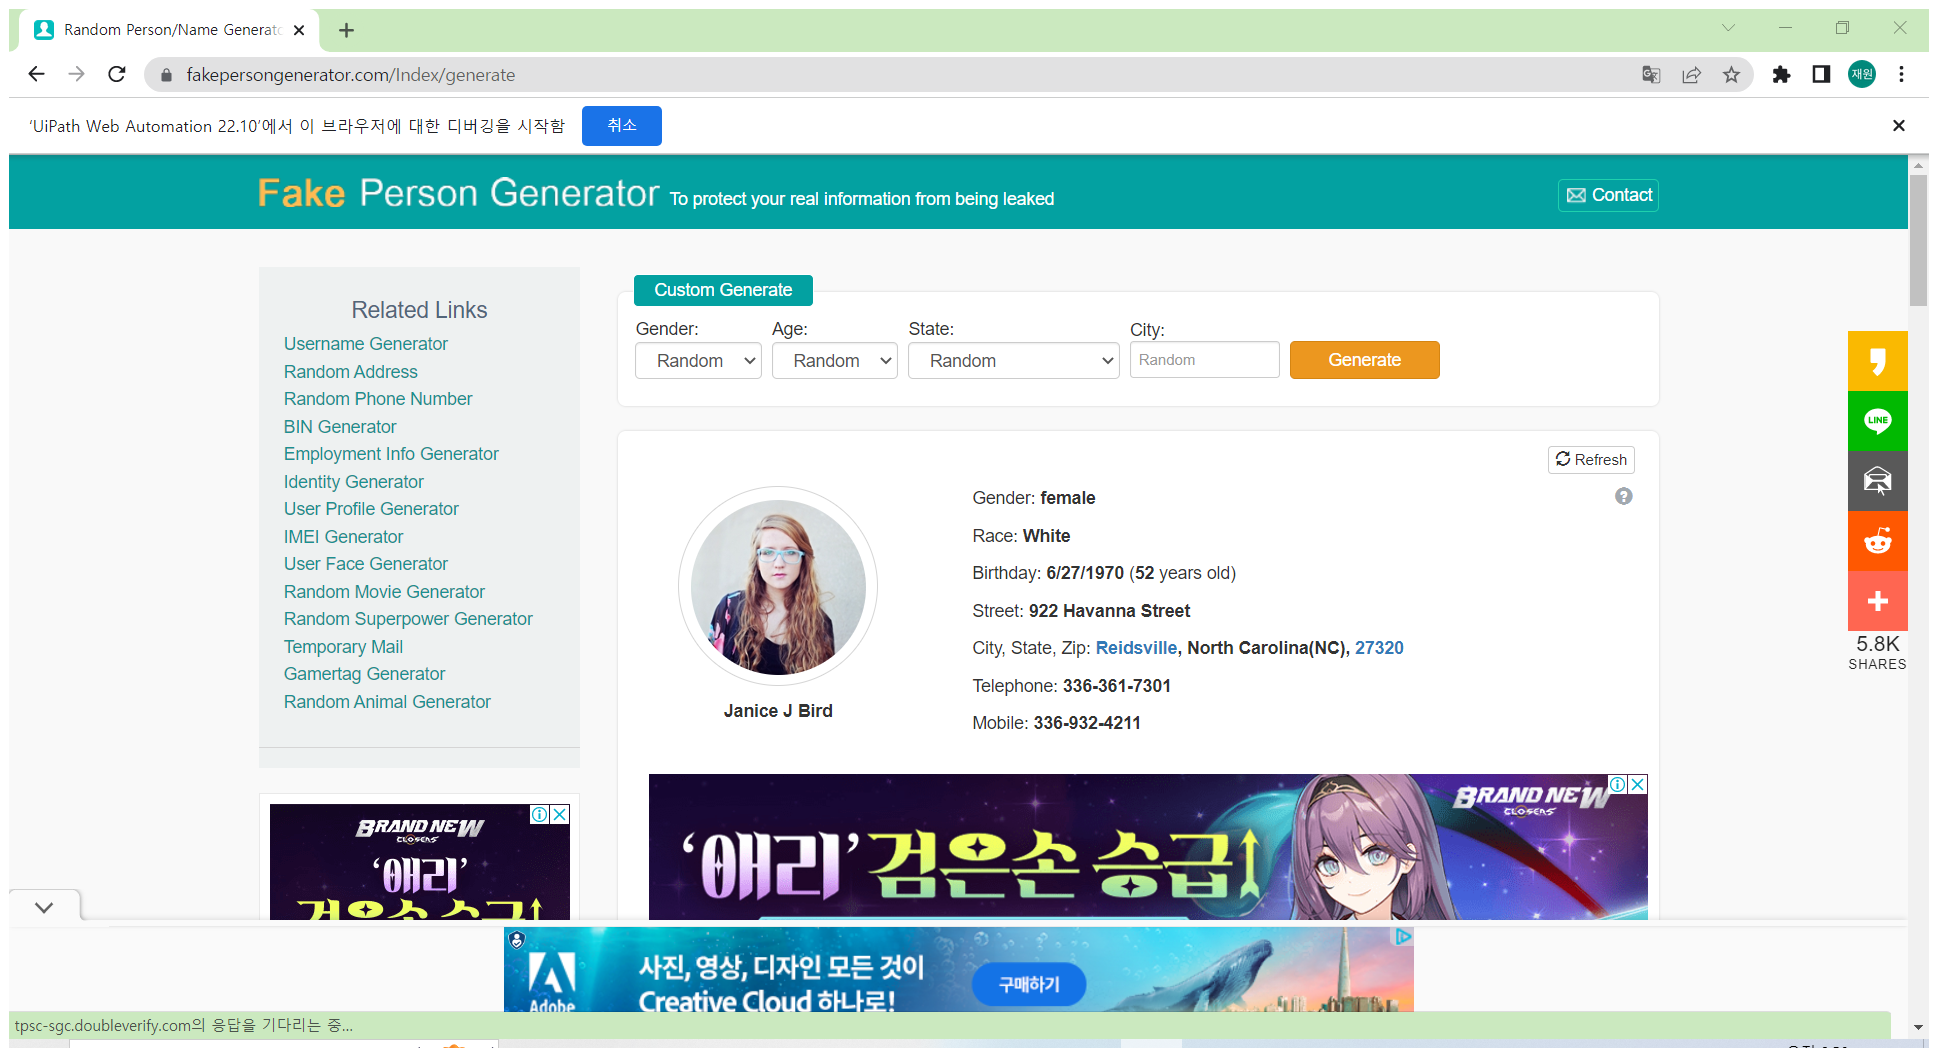 Random Person/Name Generato
fakepersongenerator.com/Index/generate
재원
'UiPath Web Automation 22.10'에서 이 브라우저에 대한 디버깅을 시작함
취소
Fake Person Generator To protect your real information from being leaked
Contact
Related Links
Username Generator
Random Address
Random Phone Number
BIN Generator
Employment Info Generator
Identity Generator
User Profile Generator
IMEI Generator
User Face Generator
Random Movie Generator
Random Superpower Generator
Temporary Mail
Gamertag Generator
Random Animal Generator
Custom Generate
Gender:
Age:
State:
City:
Random
Random
Random
Random
Generate
Refresh
Janice J Bird
Gender: female
Race: White
Birthday: 6/27/1970 (52 years old)
Street: 922 Havanna Street
City, State, Zip: Reidsville, North Carolina(NC), 27320
Telephone: 336-361-7301
Mobile: 336-932-4211
LINE
5.8K
SHARES
BRAND NEW
CLOSERS
'애리'
검은손 승급
BRAND NEW
CLOSERS
'애리' 검은손 승급
Adobe
사진, 영상, 디자인 모든 것이
Creative Cloud 하나로!
구매하기
tpsc-sgc.doubleverify.com의 응답을 기다리는 중...